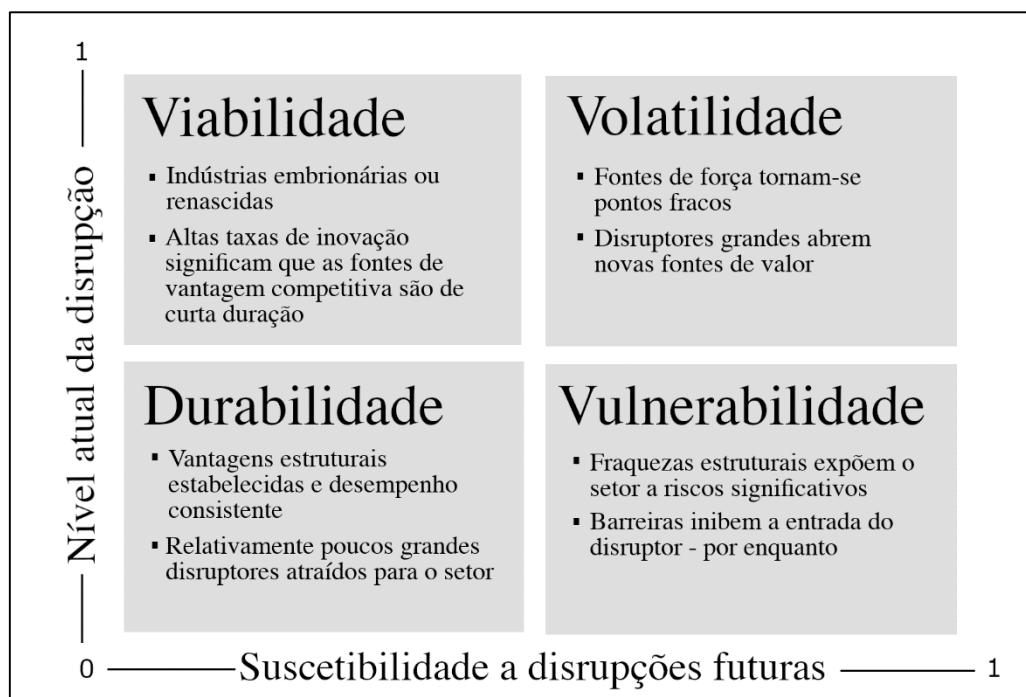 1
Nível atual da disrupção
Viabilidade
▪ Indústrias embrionárias ou
renascidas
▪ Altas taxas de inovação
significam que as fontes de
vantagem competitiva são de
curta duração
Volatilidade
▪ Fontes de força tornam-se
pontos fracos
▪ Disruptores grandes abrem
novas fontes de valor
Durabilidade
▪ Vantagens estruturais
estabelecidas e desempenho
consistente
▪ Relativamente poucos grandes
disruptores atraídos para o setor
Vulnerabilidade
▪ Fraquezas estruturais expõem o
setor a riscos significativos
▪ Barreiras inibem a entrada do
disruptor - por enquanto
0 Suscetibilidade a disrupções futuras 1